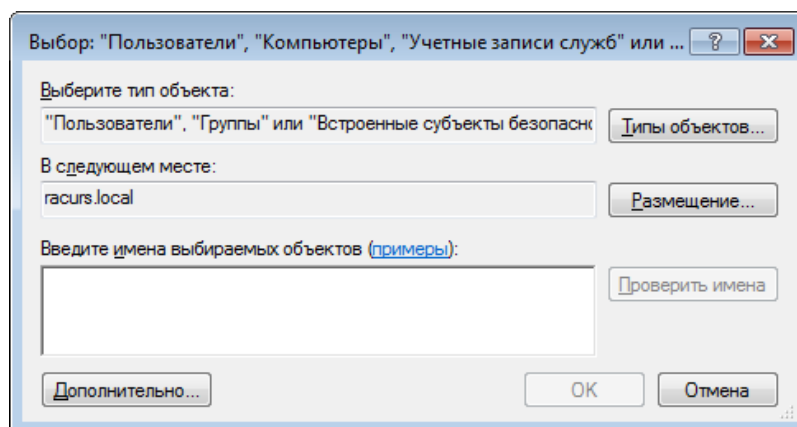 Выбор: "Пользователи", "Компьютеры", "Учетные записи служб" или ...
Выберите тип объекта:
"Пользователи", "Группы" или "Встроенные субъекты безопасно
Типы объектов...
В следующем месте:
racurs.local
Размещение...
Введите имена выбираемых объектов (примеры):
Проверить имена
Дополнительно...
OK
Отмена